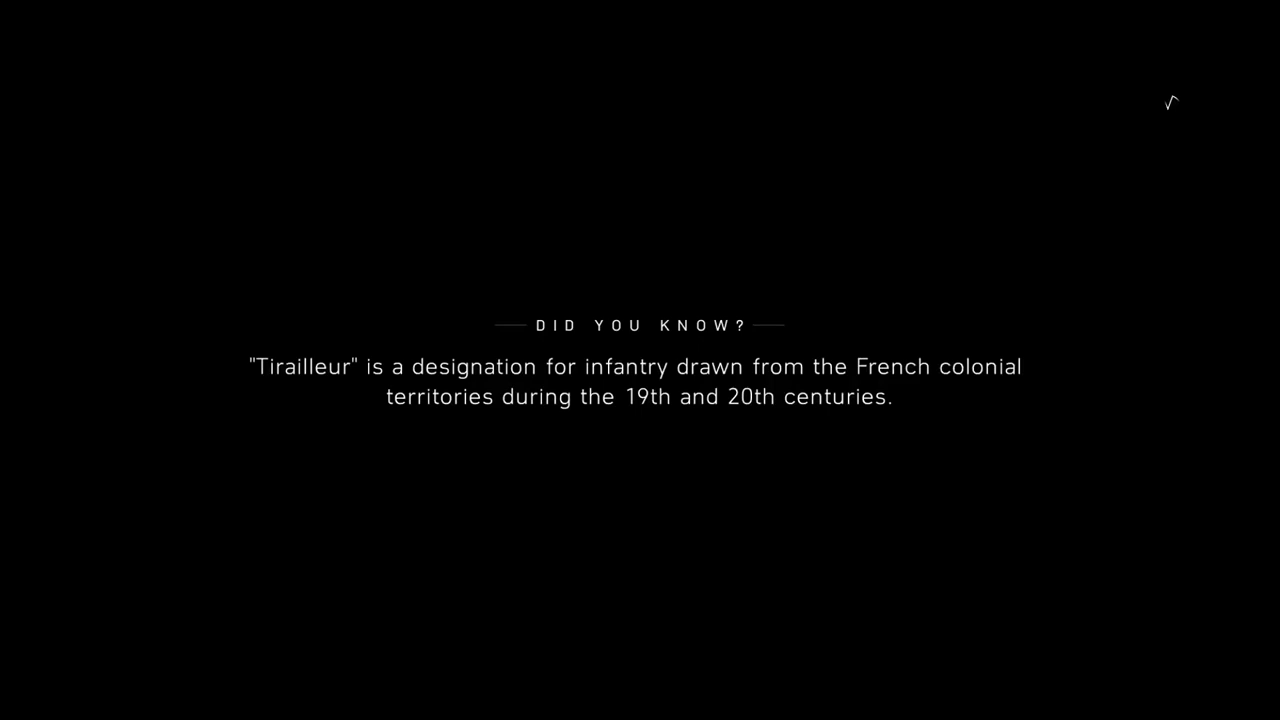 DID YOU KNOW?
"Tirailleur" is a designation for infantry drawn from the French colonial
territories during the 19th and 20th centuries.